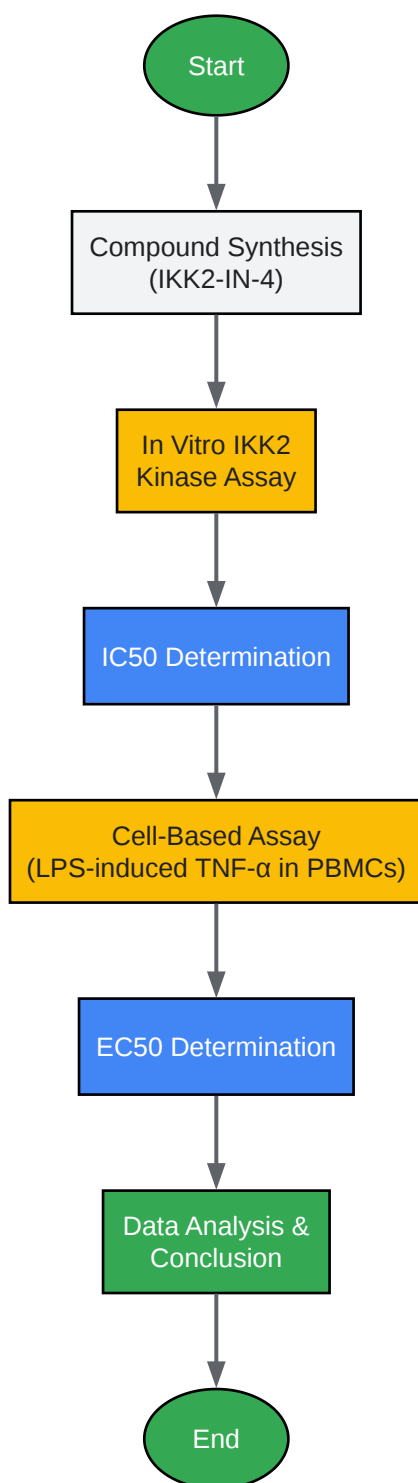 Start
Compound Synthesis
(IKK2-IN-4)
In Vitro IKK2
Kinase Assay
IC50 Determination
Cell-Based Assay
(LPS-induced TNF-α in PBMCs)
EC50 Determination
Data Analysis &
Conclusion
End